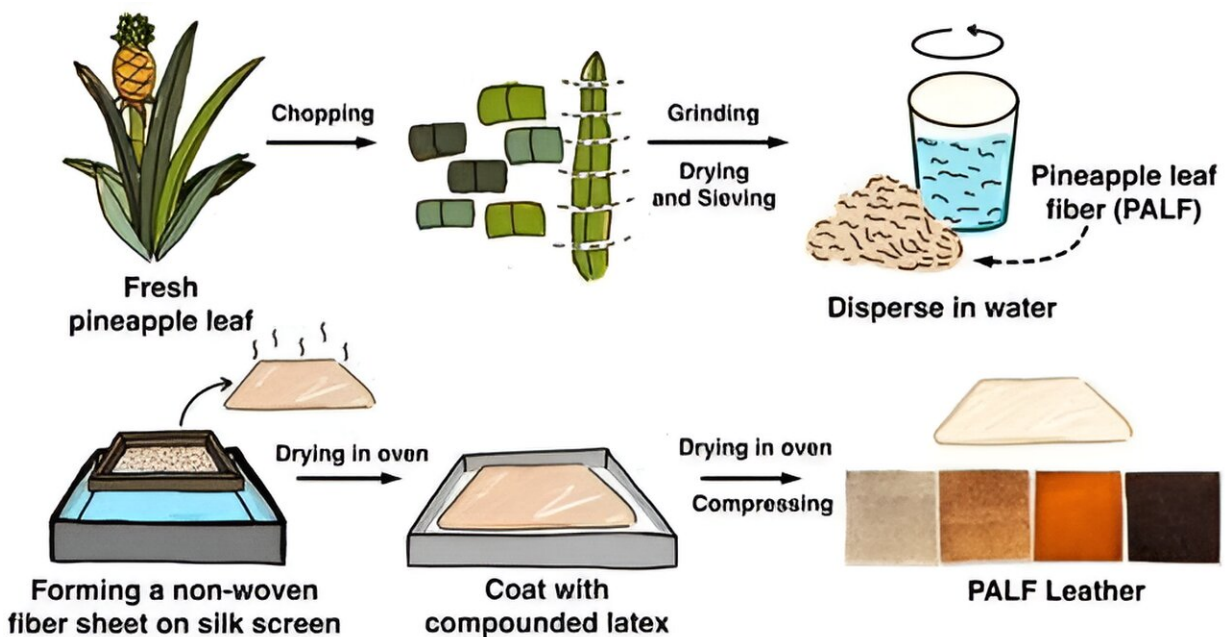 Chopping
Grinding
Drying
and Sieving
Pineapple leaf
fiber (PALF)
Fresh
pineapple leaf
Disperse in water
Drying in oven
Drying in oven
Compressing
Forming a non-woven
fiber sheet on silk screen
Coat with
compounded latex
PALF Leather